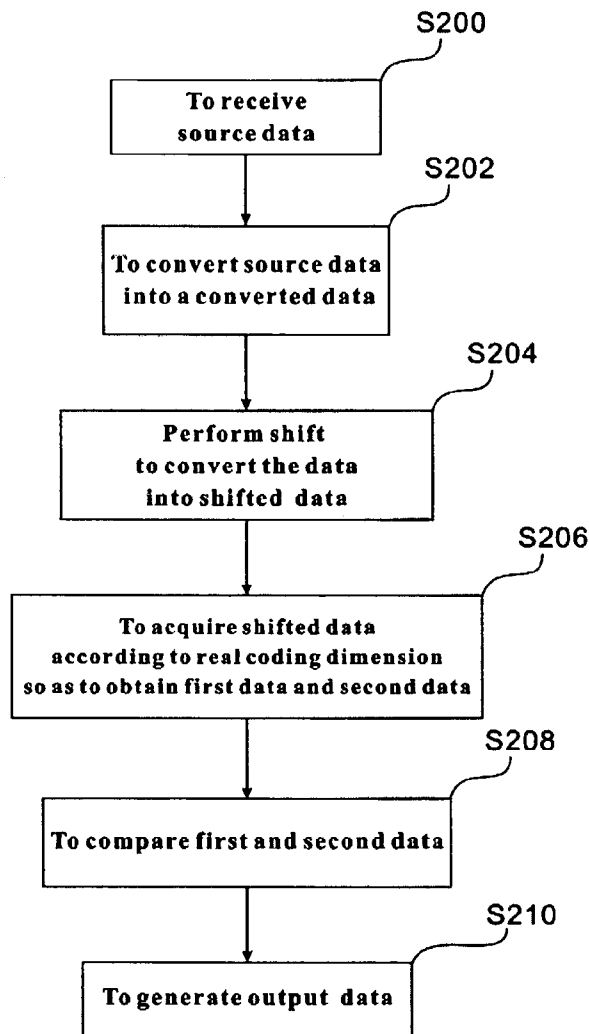 S200
To receive
source data
S202
To convert source data
into a converted data
S204
Perform shift
to convert the data
into shifted data
S206
To acquire shifted data
according to real coding dimension
so as to obtain first data and second data
S208
To compare first and second data
S210
To generate output data